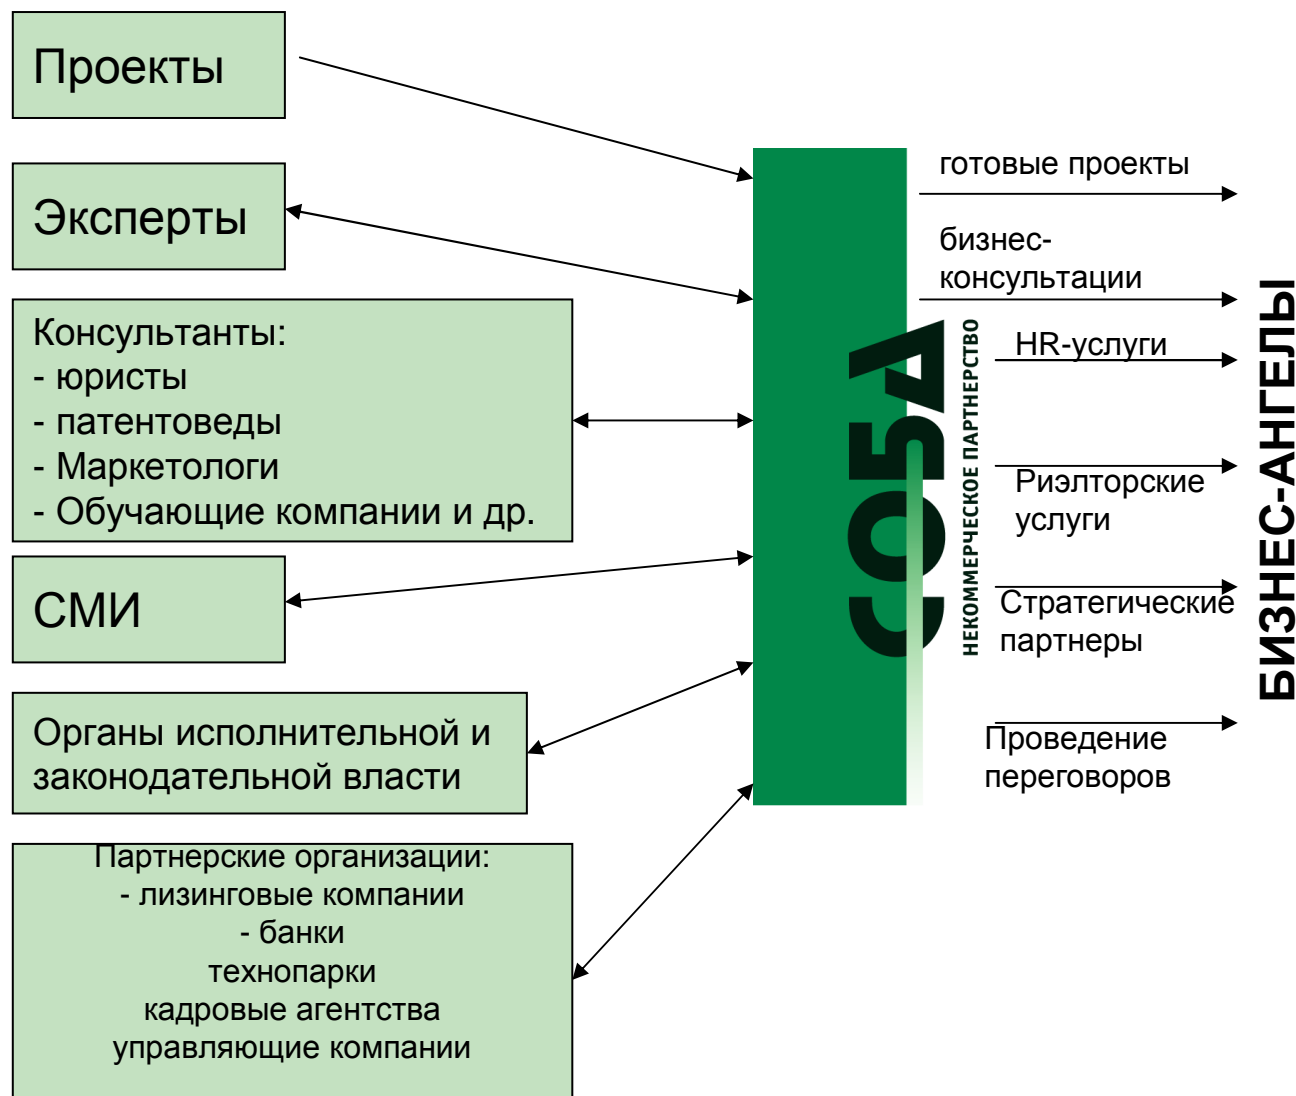 Проекты
Эксперты
Консультанты:
- юристы
- патентоведы
- Маркетологи
- Обучающие компании и др.
СМИ
Органы исполнительной и
законодательной власти
Партнерские организации:
- лизинговые компании
- банки
технопарки
кадровые агентства
управляющие компании
СОБА
НЕКОММЕРЧЕСКОЕ ПАРТНЕРСТВО
готовые проекты
бизнес-
консультации
HR-услуги
Риэлторские
услуги
Стратегические
партнеры
Проведение
переговоров
БИЗНЕС-АНГЕЛЫ